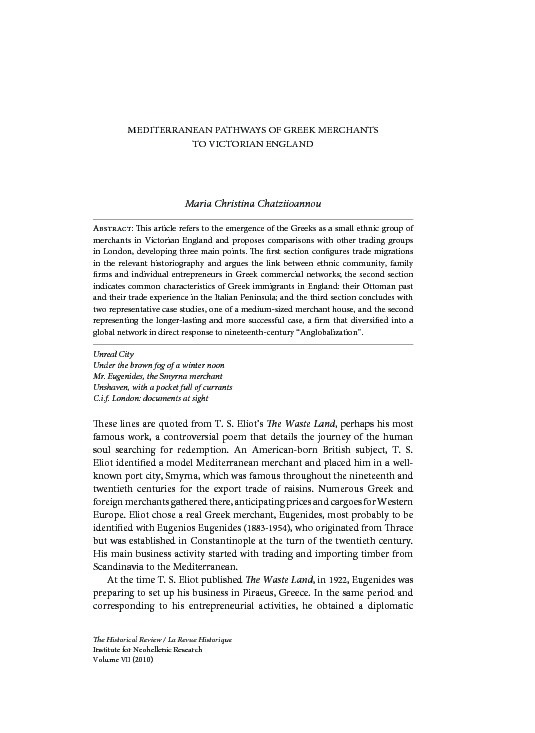 MEDITERRANEAN PATHWAYS OF GREEK MERCHANTS
TO VICTORIAN ENGLAND
Maria Christina Chatziioannou
Abstract: This article refers to the emergence of the Greeks as a small ethnic group of
merchants in Victorian England and proposes comparisons with other trading groups
in London, developing three main points. The first section configures trade migrations
in the relevant historiography and argues the link between ethnic community, family
firms and individual entrepreneurs in Greek commercial networks; the second section
indicates common characteristics of Greek immigrants in England: their Ottoman past
and their trade experience in the Italian Peninsula; and the third section concludes with
two representative case studies, one of a medium-sized merchant house, and the second
representing the longer-lasting and more successful case, a firm that diversified into a
global network in direct response to nineteenth-century “Anglobalization”.
Unreal City
Under the brown fog of a winter noon
Mr. Eugenides, the Smyrna merchant
Unshaven, with a pocket full of currants
C.i.f. London: documents at sight
These lines are quoted from T. S. Eliot’s The Waste Land, perhaps his most
famous work, a controversial poem that details the journey of the human
soul searching for redemption. An American-born British subject, T. S.
Eliot identified a model Mediterranean merchant and placed him in a well-
known port city, Smyrna, which was famous throughout the nineteenth and
twentieth centuries for the export trade of raisins. Numerous Greek and
foreign merchants gathered there, anticipating prices and cargoes for Western
Europe. Eliot chose a real Greek merchant, Eugenides, most probably to be
identified with Eugenios Eugenides (1883-1954), who originated from Thrace
but was established in Constantinople at the turn of the twentieth century.
His main business activity started with trading and importing timber from
Scandinavia to the Mediterranean.
At the time T. S. Eliot published The Waste Land, in 1922, Eugenides was
preparing to set up his business in Piraeus, Greece. In the same period and
corresponding to his entrepreneurial activities, he obtained a diplomatic
The Historical Review / La Revue Historique
Institute for Neohellenic Research
Volume VII (2010)